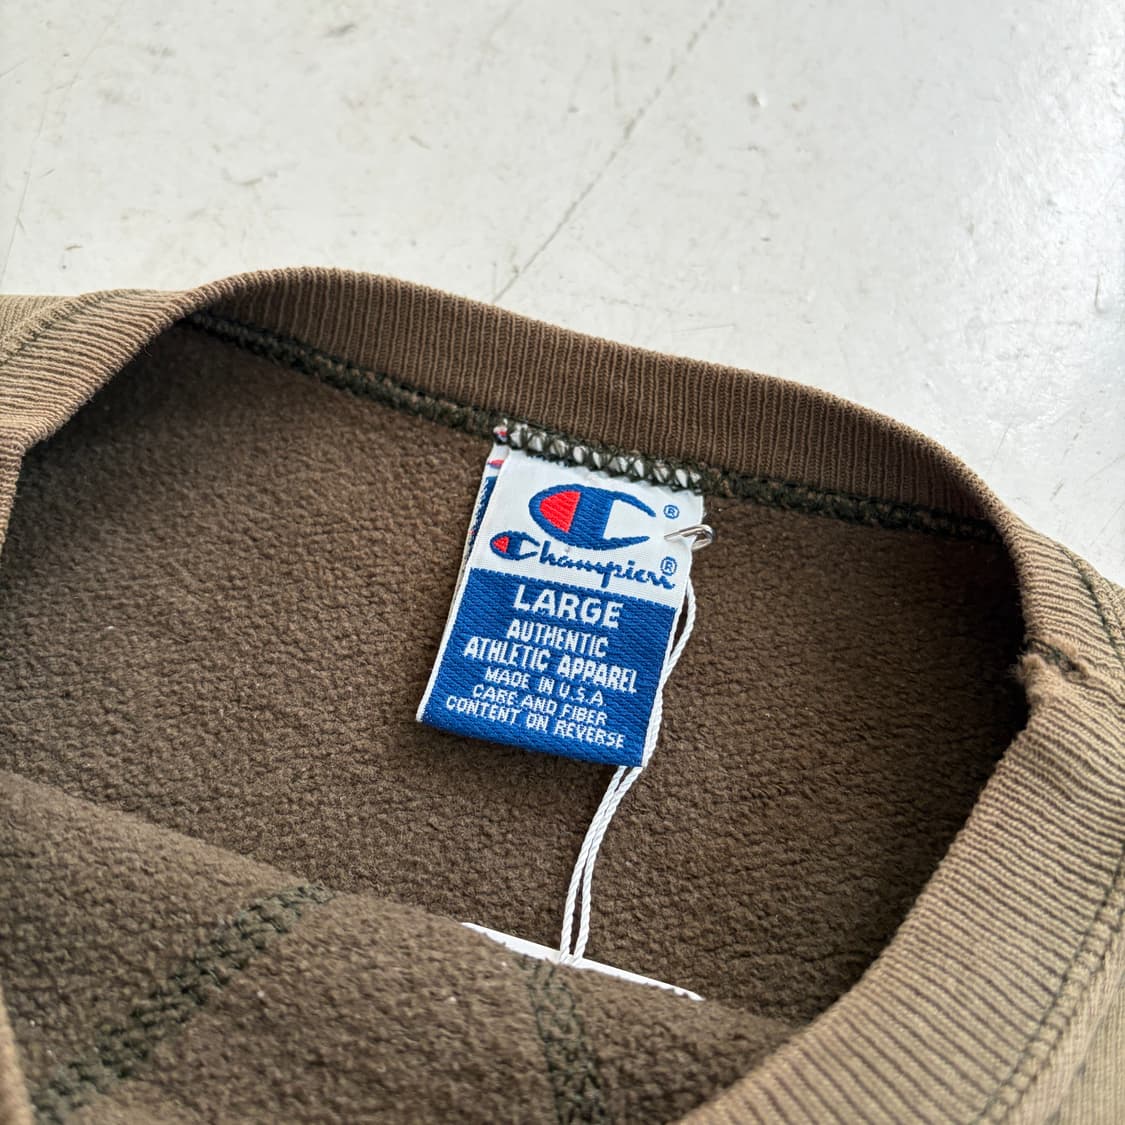 ®
Champion®
LARGE
AUTHENTIC
ATHLETIC APPAREL
MADE IN U.S.A
CARE AND FIBER
CONTENT ON REVERSE